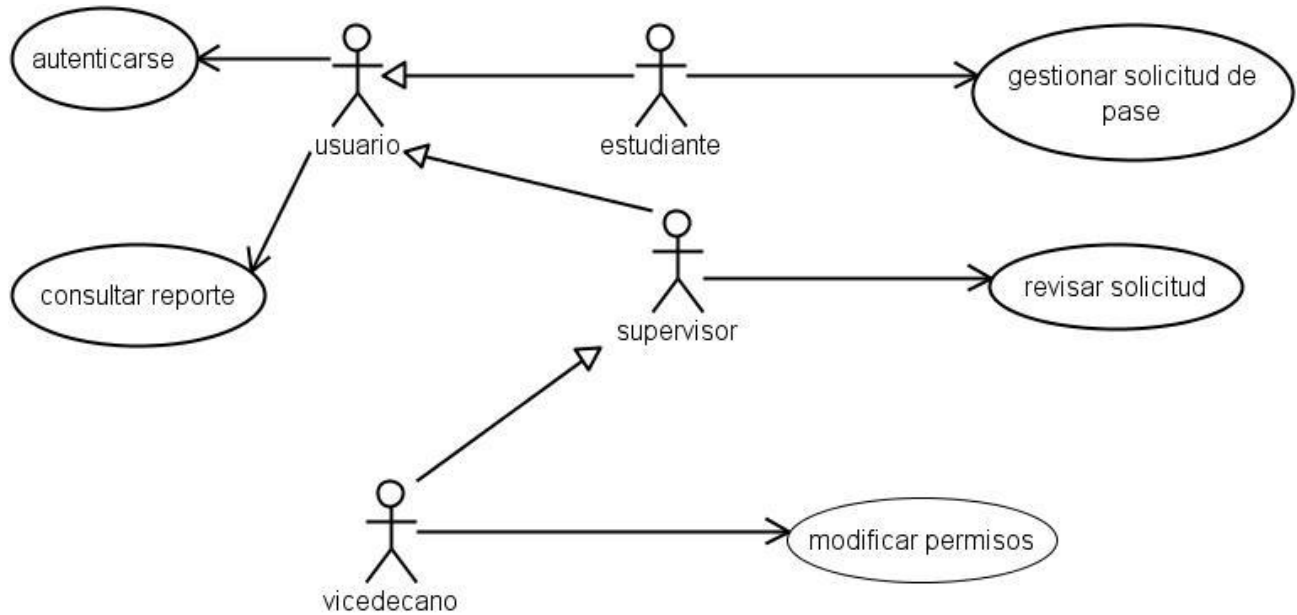 autenticarse
gestionar solicitud de
pase
usuario
estudiante
consultar reporte
revisar solicitud
supervisor
modificar permisos
vicedecano